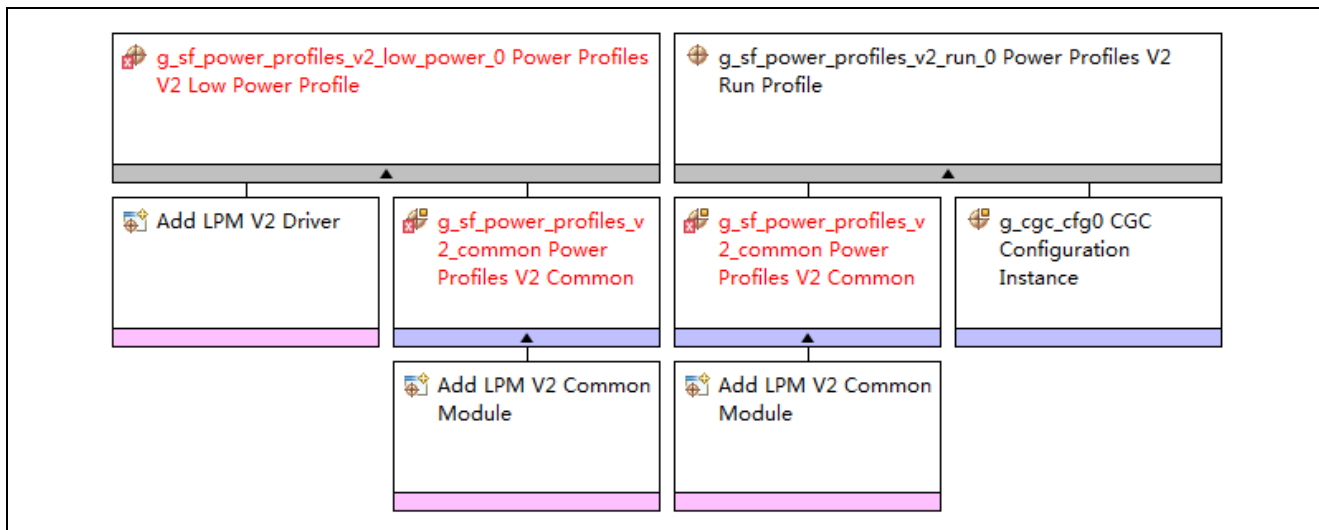 g_sf_power_profiles_v2_low_power_0 Power Profiles
V2 Low Power Profile
g_sf_power_profiles_v2_run_0 Power Profiles V2
Run Profile
Add LPM V2 Driver
g_sf_power_profiles_v
2_common Power
Profiles V2 Common
g_sf_power_profiles_v
2_common Power
Profiles V2 Common
g_cgc_cfg0 CGC
Configuration
Instance
Add LPM V2 Common
Module
Add LPM V2 Common
Module